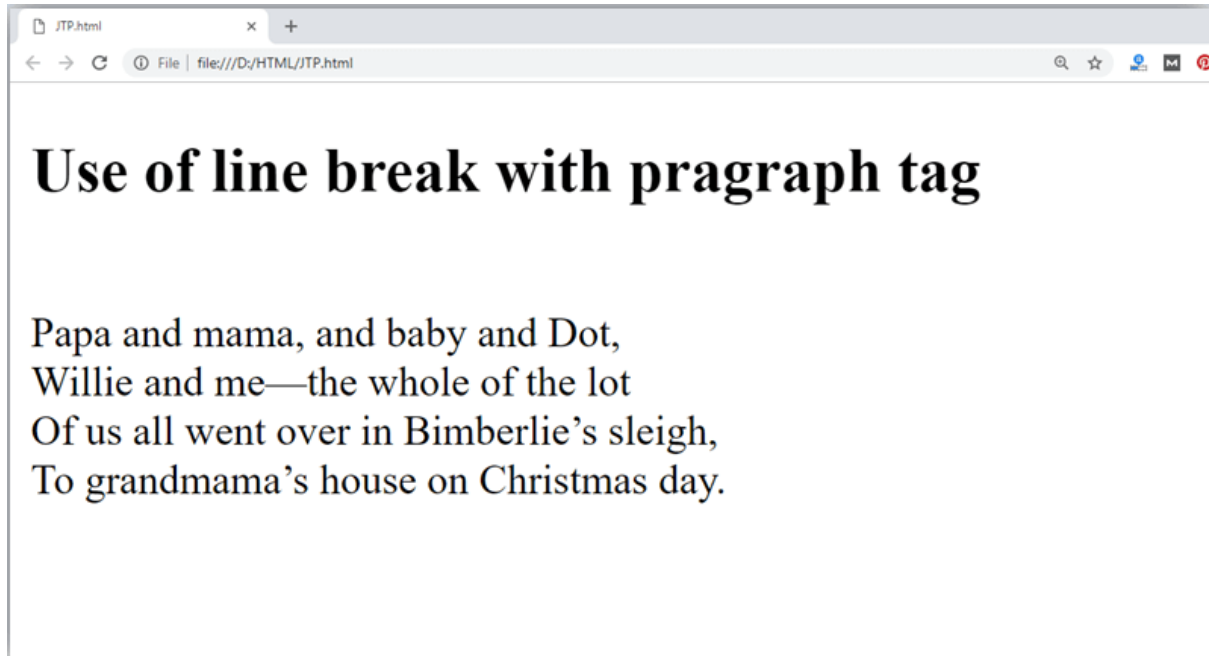 JTP.html
File file:///D:/HTML/JTP.html
Use of line break with pragraph tag
Papa and mama, and baby and Dot,
Willie and me—the whole of the lot
Of us all went over in Bimberlie’s sleigh,
To grandmama’s house on Christmas day.